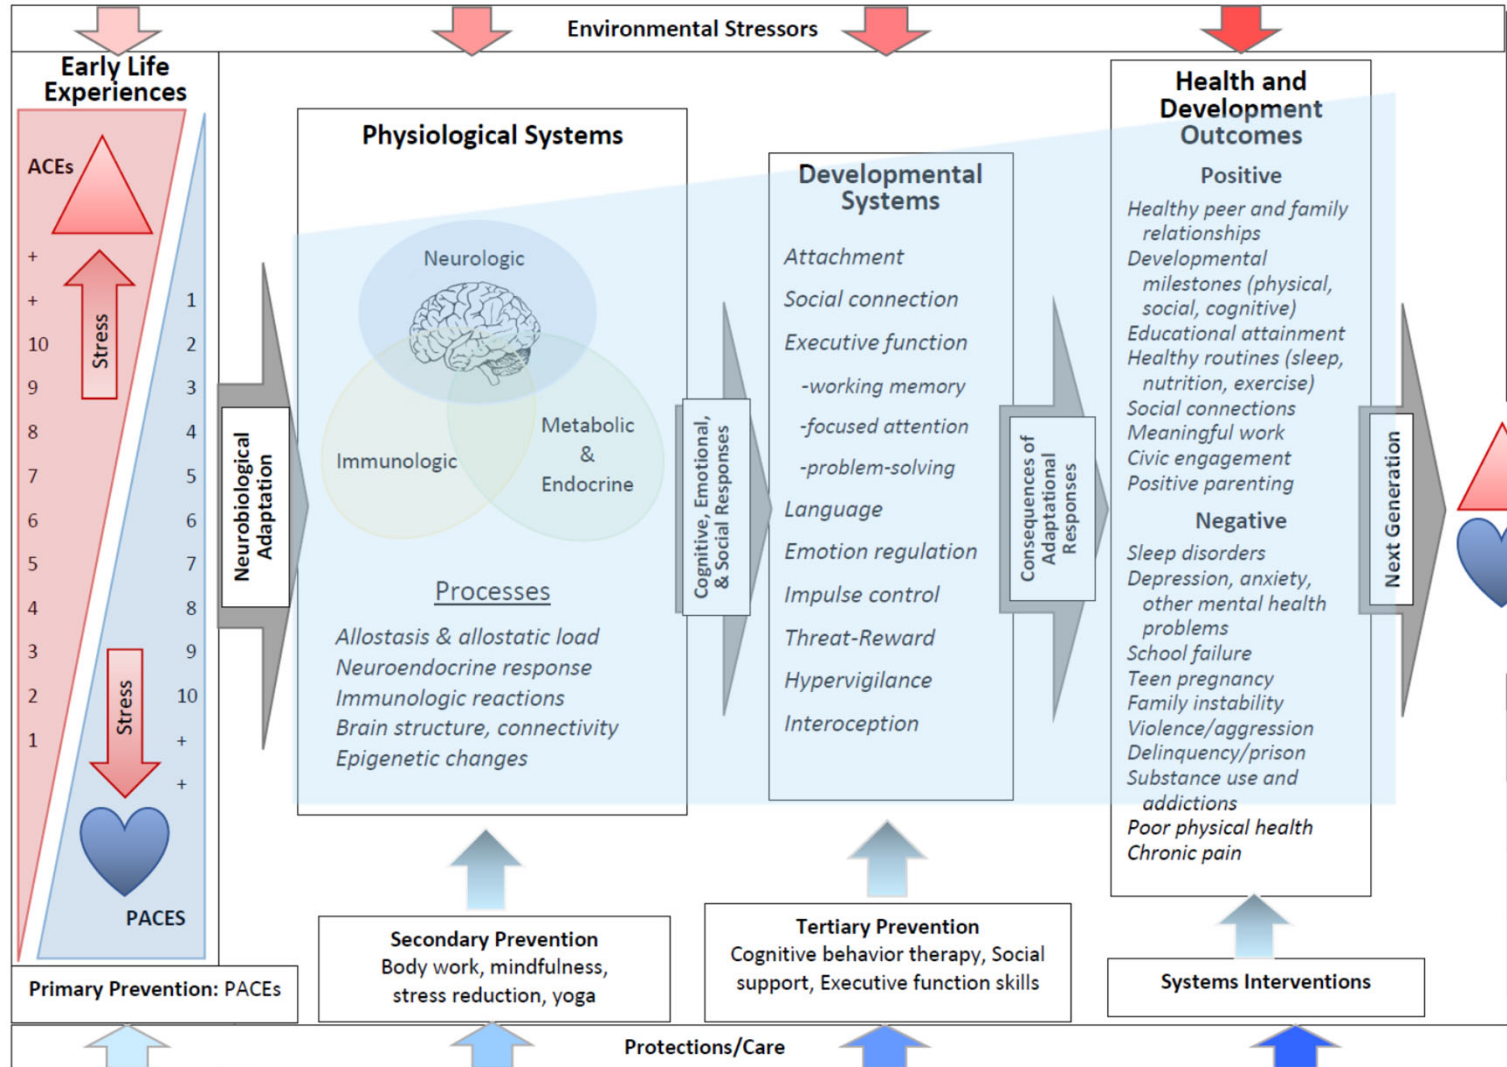 Environmental Stressors
Early Life
Experiences
ACEs
+
+
10
9
8
7
6
5
4
3
2
1
Stress
Stress
1
2
3
4
5
6
7
8
9
10
+
+
PACES
Primary Prevention: PACEs
Neurobiological
Adaptation
Physiological Systems
Neurologic
Immunologic
Metabolic
&
Endocrine
Processes
Allostasis & allostatic load
Neuroendocrine response
Immunologic reactions
Brain structure, connectivity
Epigenetic changes
Secondary Prevention
Body work, mindfulness,
stress reduction, yoga
Cognitive, Emotional,
& Social Responses
Developmental
Systems
Attachment
Social connection
Executive function
-working memory
-focused attention
-problem-solving
Language
Emotion regulation
Impulse control
Threat-Reward
Hypervigilance
Interoception
Tertiary Prevention
Cognitive behavior therapy, Social
support, Executive function skills
Consequences of
Adaptational
Responses
Health and
Development
Outcomes
Positive
Healthy peer and family
relationships
Developmental
milestones (physical,
social, cognitive)
Educational attainment
Healthy routines (sleep,
nutrition, exercise)
Social connections
Meaningful work
Civic engagement
Positive parenting
Negative
Sleep disorders
Depression, anxiety,
other mental health
problems
School failure
Teen pregnancy
Family instability
Violence/aggression
Delinquency/prison
Substance use and
addictions
Poor physical health
Chronic pain
Systems Interventions
Next Generation
Protections/Care